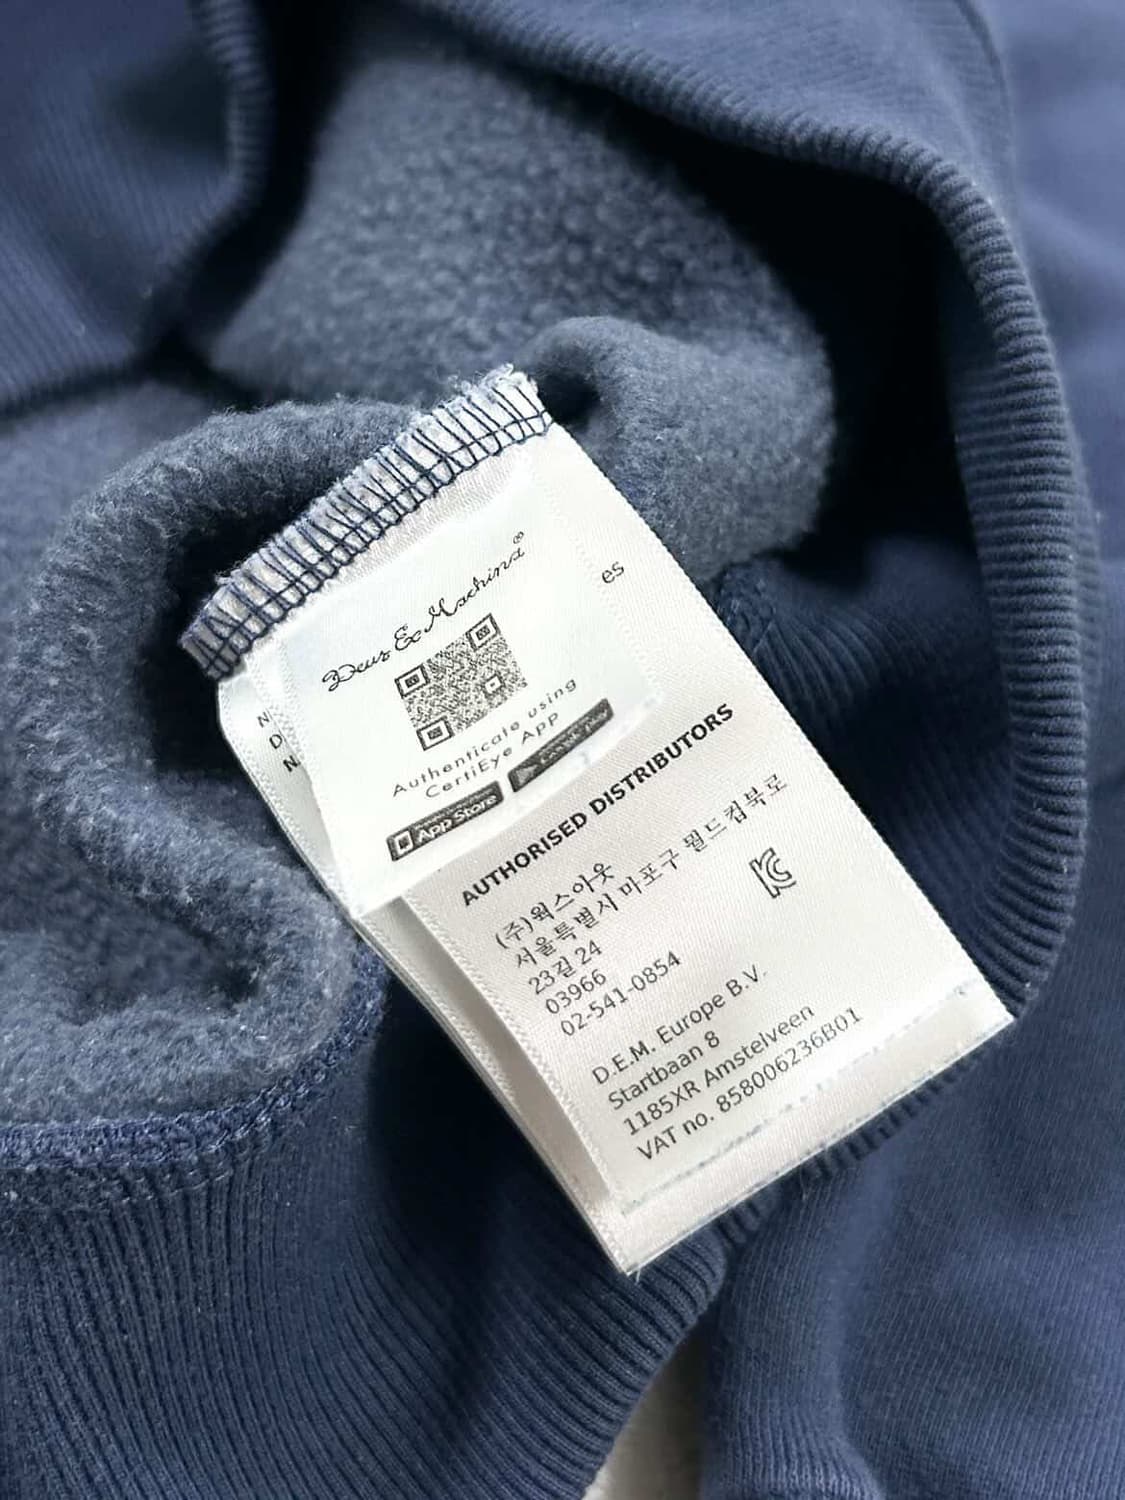 Deus Ex Machina®
Authenticate using
CertiEye App
App Store
Google play
es
N
D
N
AUTHORISED DISTRIBUTORS
(주)웍스아웃
서울특별시 마포구 월드컵북로
23길 24
03966
02-541-0854
D.E.M. Europe B.V.
Startbaan 8
1185XR Amstelveen
VAT no. 858006236B01